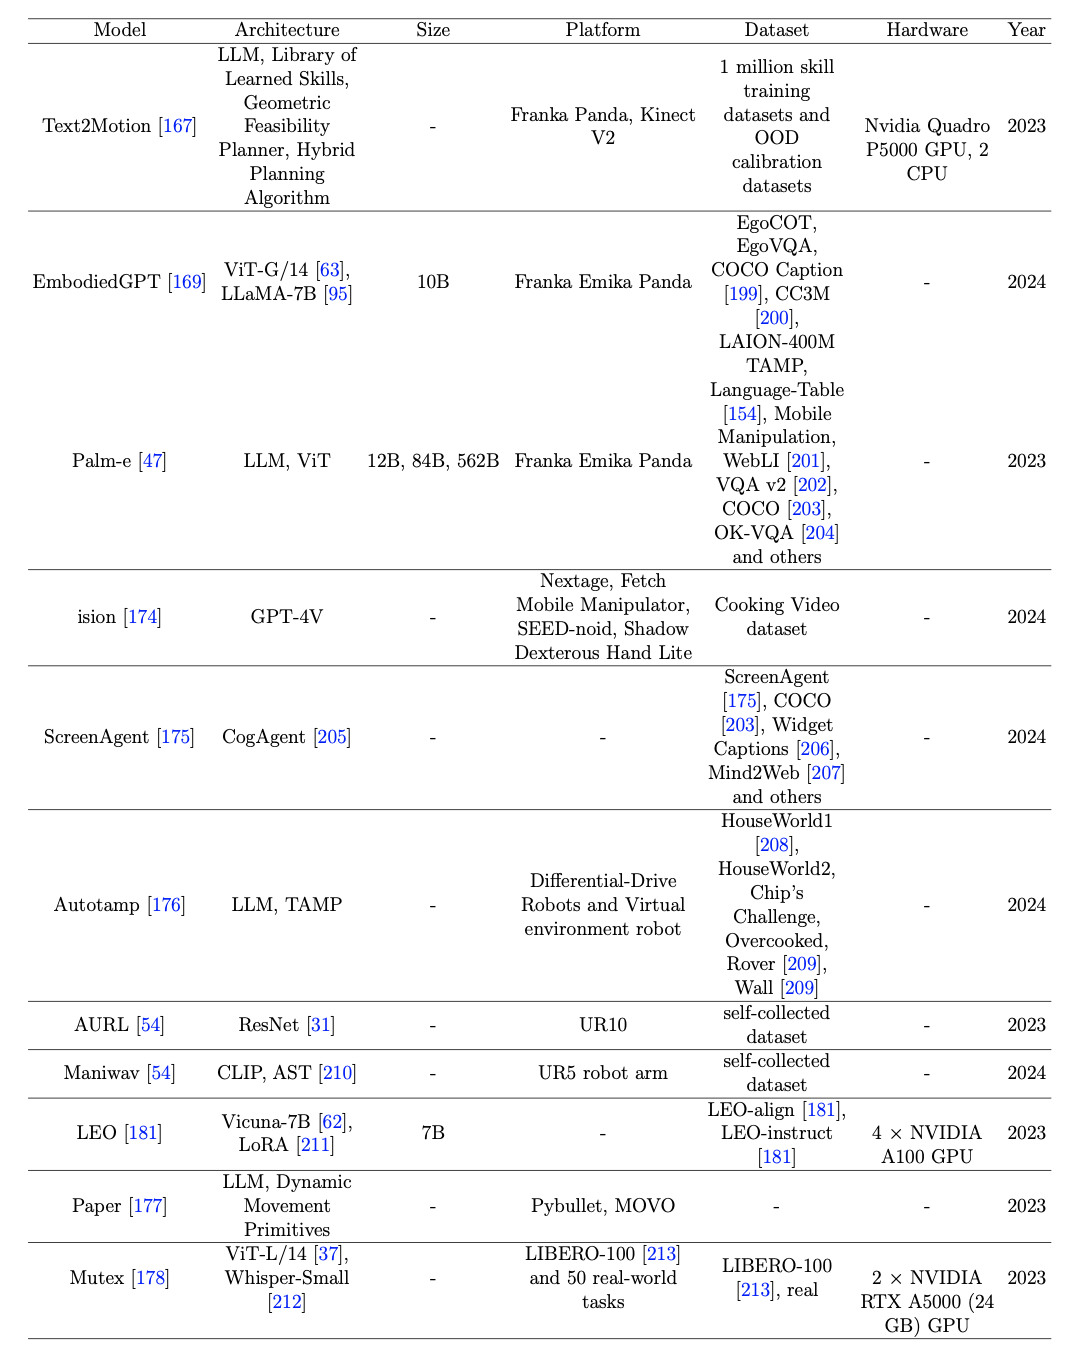 Model Architecture Size Platform Dataset Hardware Year
Text2Motion [167]
LLM, Library of
Learned Skills,
Geometric
Feasibility
Planner, Hybrid
Planning
Algorithm
-
Franka Panda, Kinect
V2
1 million skill
training
datasets and
OOD
calibration
datasets
Nvidia Quadro
P5000 GPU, 2
CPU
2023
EmbodiedGPT [169]
ViT-G/14 [63],
LLaMA-7B [95]
10B
Franka Emika Panda
EgoCOT,
EgoVQA,
COCO Caption
[199], CC3M
[200],
LAION-400M
-
2024
Palm-e [47]
LLM, ViT
12B, 84B, 562B
Franka Emika Panda
TAMP,
Language-Table
[154], Mobile
Manipulation,
WebLI [201],
VQA v2 [202],
COCO [203],
OK-VQA [204]
and others
-
2023
ision [174]
GPT-4V
-
Nextage, Fetch
Mobile Manipulator,
SEED-noid, Shadow
Dexterous Hand Lite
Cooking Video
dataset
-
2024
ScreenAgent [175]
CogAgent [205]
-
-
ScreenAgent
[175], COCO
[203], Widget
Captions [206],
Mind2Web [207]
and others
-
2024
Autotamp [176]
LLM, TAMP
-
Differential-Drive
Robots and Virtual
environment robot
HouseWorld1
[208],
HouseWorld2,
Chip's
Challenge,
Overcooked,
Rover [209],
Wall [209]
-
2024
AURL [54]
ResNet [31]
-
UR10
self-collected
dataset
-
2023
Maniwav [54]
CLIP, AST [210]
-
UR5 robot arm
self-collected
dataset
-
2024
LEO [181]
Vicuna-7B [62],
LoRA [211]
7B
-
LEO-align [181],
LEO-instruct
[181]
4 × NVIDIA
A100 GPU
2023
Paper [177]
LLM, Dynamic
Movement
Primitives
-
Pybullet, MOVO
-
-
2023
Mutex [178]
ViT-L/14 [37],
Whisper-Small
[212]
-
LIBERO-100 [213]
and 50 real-world
tasks
LIBERO-100
[213], real
2 × NVIDIA
RTX A5000 (24
GB) GPU
2023